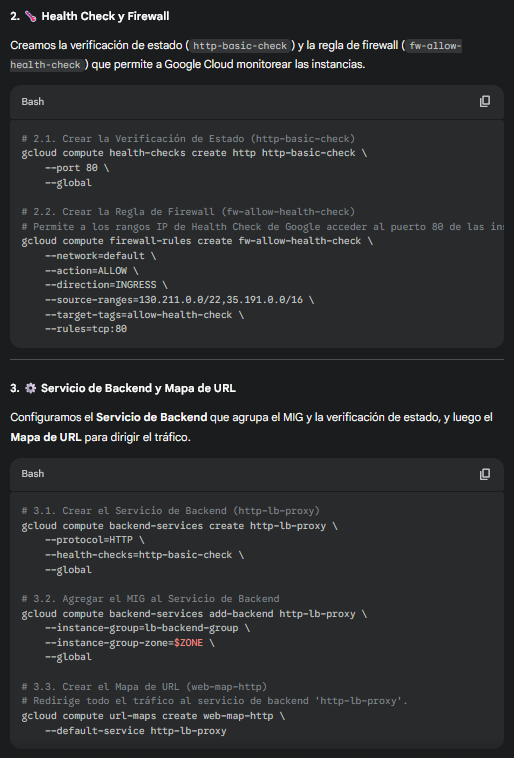 2. 🌡️ Health Check y Firewall
Creamos la verificación de estado ( http-basic-check ) y la regla de firewall ( fw-allow-
health-check ) que permite a Google Cloud monitorear las instancias.
Bash
# 2.1. Crear la Verificación de Estado (http-basic-check)
gcloud compute health-checks create http http-basic-check \
    --port 80 \
    --global
# 2.2. Crear la Regla de Firewall (fw-allow-health-check)
# Permite a los rangos IP de Health Check de Google acceder al puerto 80 de las
gcloud compute firewall-rules create fw-allow-health-check \
    --network=default \
    --action=ALLOW \
    --direction=INGRESS \
    --source-ranges=130.211.0.0/22,35.191.0.0/16 \
    --target-tags=allow-health-check \
    --rules=tcp:80
3. ⚙️ Servicio de Backend y Mapa de URL
Configuramos el Servicio de Backend que agrupa el MIG y la verificación de estado, y luego el
Mapa de URL para dirigir el tráfico.
Bash
# 3.1. Crear el Servicio de Backend (http-lb-proxy)
gcloud compute backend-services create http-lb-proxy \
    --protocol=HTTP \
    --health-checks=http-basic-check \
    --global
# 3.2. Agregar el MIG al Servicio de Backend
gcloud compute backend-services add-backend http-lb-proxy \
    --instance-group=lb-backend-group \
    --instance-group-zone=$ZONE \
    --global
# 3.3. Crear el Mapa de URL (web-map-http)
# Redirige todo el tráfico al servicio de backend 'http-lb-proxy'.
gcloud compute url-maps create web-map-http \
    --default-service http-lb-proxy